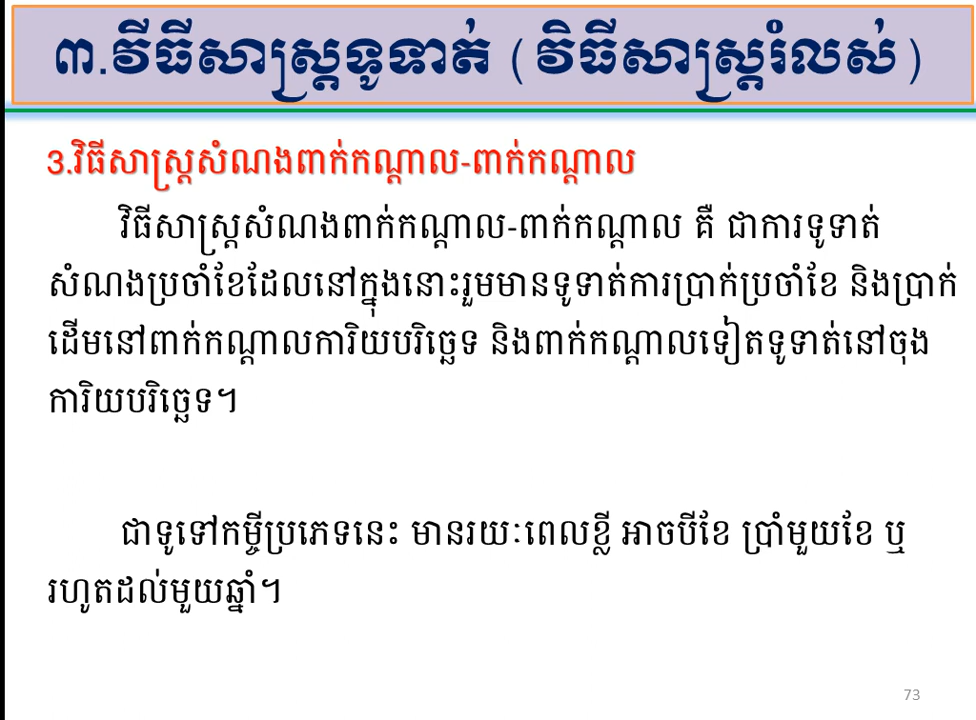 ៣.វិធីសាស្ត្រទូទាត់ (វិធីសាស្ត្ររំលស់)
3.វិធីសាស្ត្រសំណងពាក់កណ្តាល-ពាក់កណ្តាល
វិធីសាស្ត្រសំណងពាក់កណ្តាល-ពាក់កណ្តាល គឺ ជាការទូទាត់
សំណងប្រចាំខែដែលនៅក្នុងនោះរួមមានទូទាត់ការប្រាក់ប្រចាំខែ និងប្រាក់
ដើមនៅពាក់កណ្តាលការិយបរិច្ឆេទ និងពាក់កណ្តាលទៀតទូទាត់នៅចុង
ការិយបរិច្ឆេទ។
ជាទូទៅកម្ចីប្រភេទនេះ មានរយៈពេលខ្លី អាចបីខែ ប្រាំមួយខែ ឬ
រហូតដល់មួយឆ្នាំ។
73